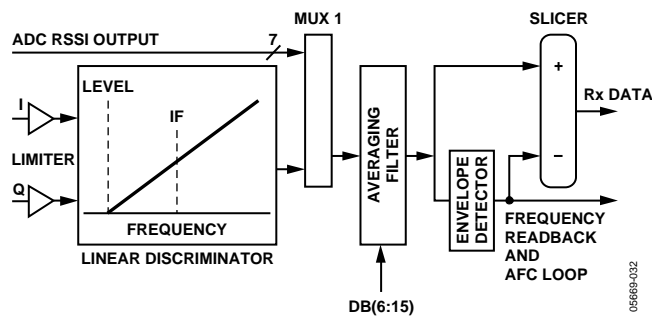 MUX 1
SLICER
ADC RSSI OUTPUT
7
LEVEL
I
IF
LIMITER
Q
FREQUENCY
LINEAR DISCRIMINATOR
AVERAGING
FILTER
DB(6:15)
ENVELOPE
DETECTOR
+
–
Rx DATA
FREQUENCY
READBACK
AND
AFC LOOP
05669-032